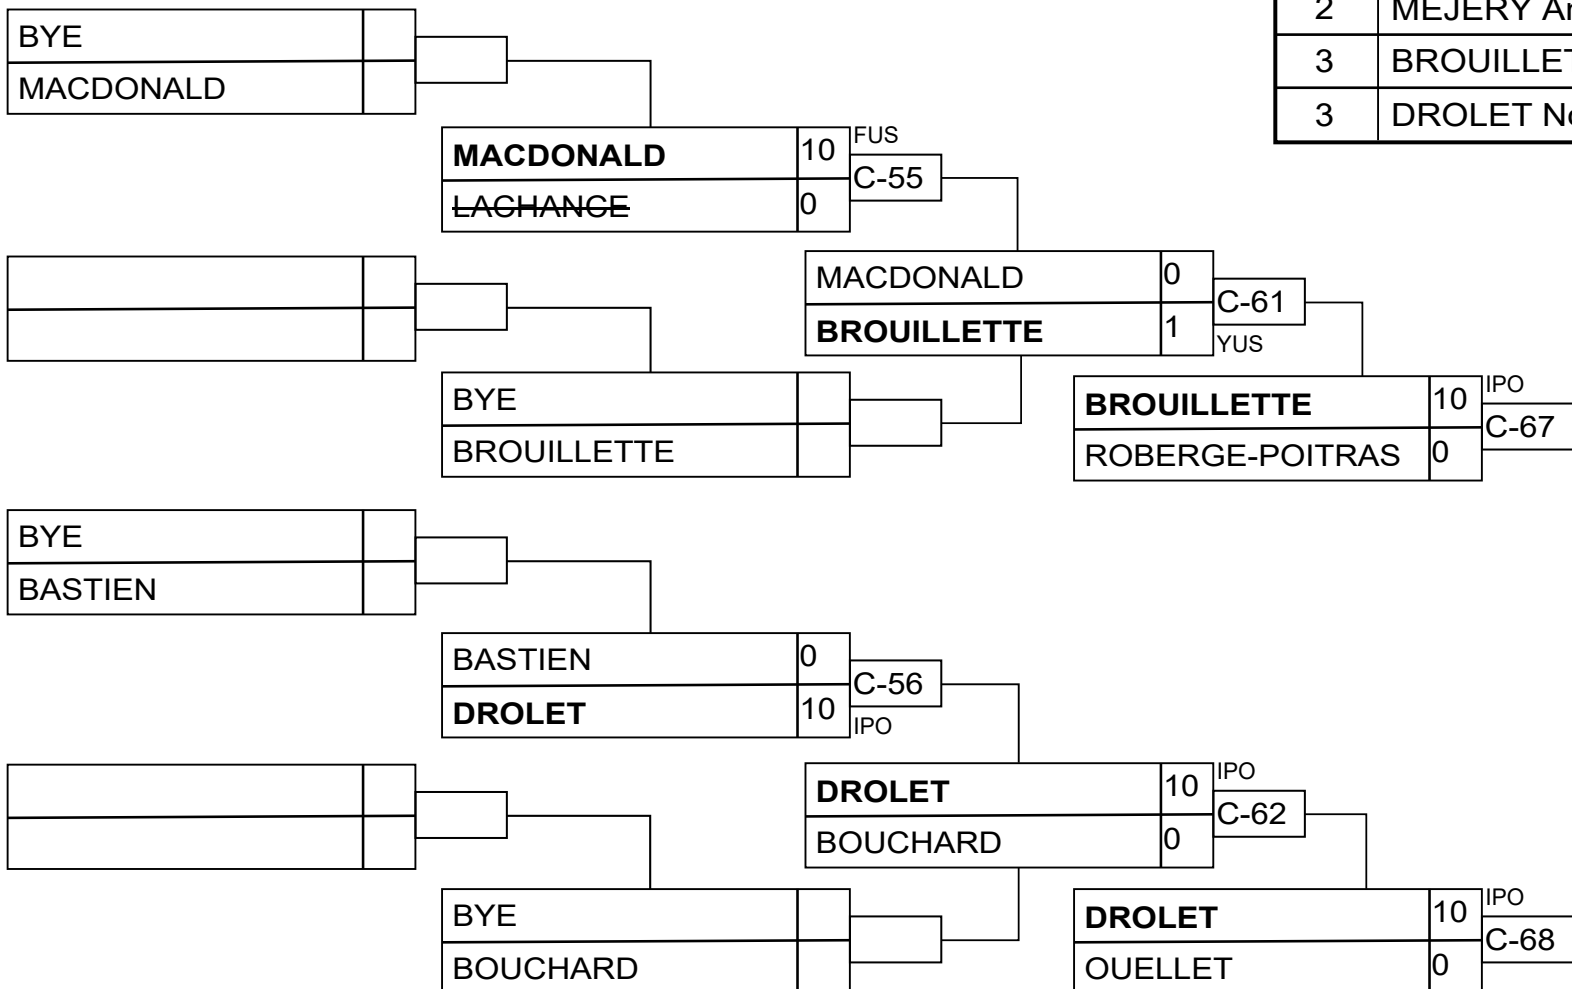 BYE
MACDONALD
2 MEJERY
3
3 DROLET
MACDONALD 10 FUS
C-55
LACHANCE 0
MACDONALD 0
C-61
BROUILLETTE 1
YUS
BYE
BROUILLETTE
BROUILLETTE 10 IPO
C-67
ROBERGE-POITRAS 0
BYE
BASTIEN
BASTIEN 0
C-56
DROLET 10
IPO
DROLET 10 IPO
C-62
BOUCHARD 0
BYE
BOUCHARD
DROLET 10 IPO
C-68
OUELLET 0